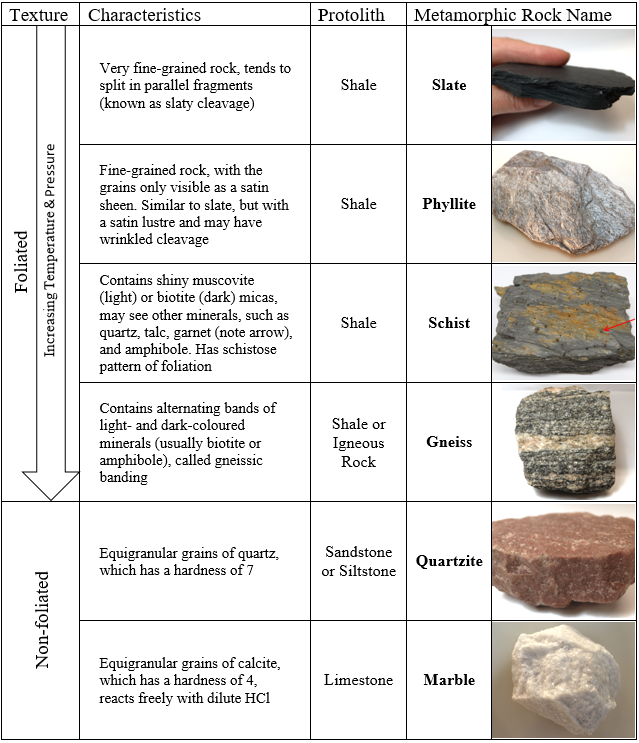 Texture Characteristics Protolith Metamorphic Rock Name
Foliated
Increasing Temperature & Pressure
Very fine-grained rock, tends to
split in parallel fragments
(known as slaty cleavage)
Shale
Slate
Fine-grained rock, with the
grains only visible as a satin
sheen. Similar to slate, but with
a satin lustre and may have
wrinkled cleavage
Shale
Phyllite
Contains shiny muscovite
(light) or biotite (dark) micas,
may see other minerals, such as
quartz, talc, garnet (note arrow),
and amphibole. Has schistose
pattern of foliation
Shale
Schist
Contains alternating bands of
light- and dark-coloured
minerals (usually biotite or
amphibole), called gneissic
banding
Shale or
Igneous
Rock
Gneiss
Non-foliated
Equigranular grains of quartz,
which has a hardness of 7
Sandstone
or Siltstone
Quartzite
Equigranular grains of calcite,
which has a hardness of 4,
reacts freely with dilute HCl
Limestone
Marble